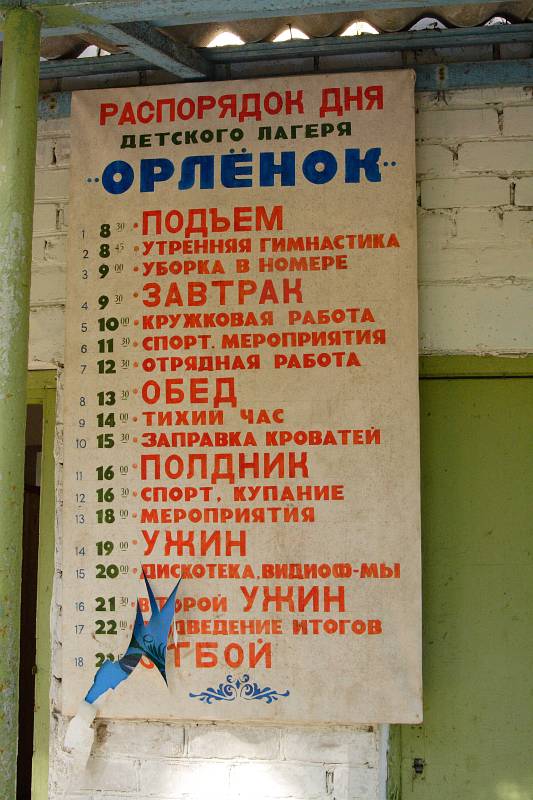 РАСПОРЯДОК ДНЯ
ДЕТСКОГО ЛАГЕРЯ
"ОРЛЁНОК"
1 8 30 ПОДЪЕМ
2 8 45 УТРЕННЯЯ ГИМНАСТИКА
3 9 00 УБОРКА В НОМЕРЕ
4 9 30 ЗАВТРАК
5 10 00 КРУЖКОВАЯ РАБОТА
6 11 30 СПОРТ. МЕРОПРИЯТИЯ
7 12 30 ОТРЯДНАЯ РАБОТА
8 13 30 ОБЕД
9 14 00 ТИХИЙ ЧАС
10 15 30 ЗАПРАВКА КРОВАТЕЙ
11 16 00 ПОЛДНИК
12 16 30 СПОРТ, КУПАНИЕ
13 18 00 МЕРОПРИЯТИЯ
14 19 00 УЖИН
15 20 00 ДИСКОТЕКА, ВИДИОФ-МЫ
16 21 30 ВТОРОЙ УЖИН
17 22 00 ПОДВЕДЕНИЕ ИТОГОВ
18 ОТБОЙ